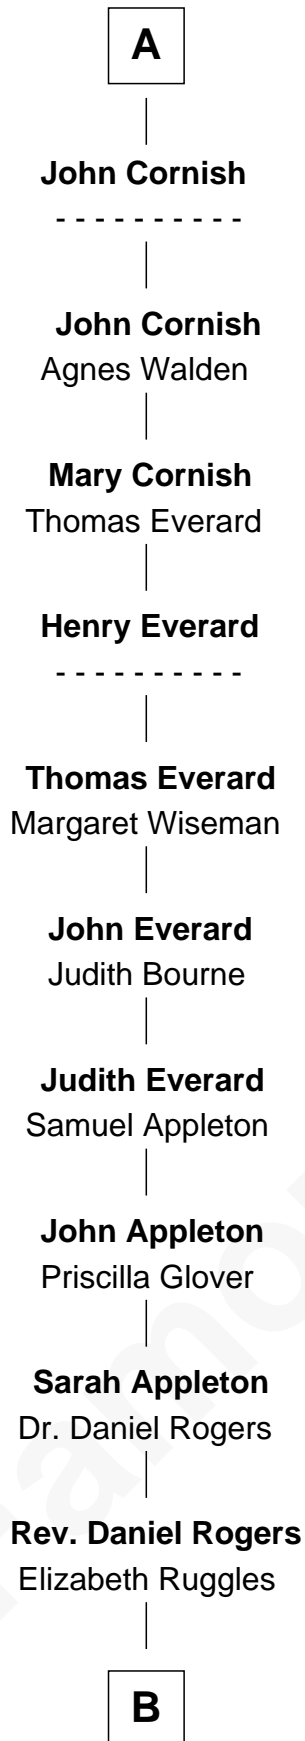 A
John Cornish
- - - - - - - - - -
John Cornish
Agnes Walden
Mary Cornish
Thomas Everard
Henry Everard
- - - - - - - - - -
Thomas Everard
Margaret Wiseman
John Everard
Judith Bourne
Judith Everard
Samuel Appleton
John Appleton
Priscilla Glover
Sarah Appleton
Dr. Daniel Rogers
Rev. Daniel Rogers
Elizabeth Ruggles
B